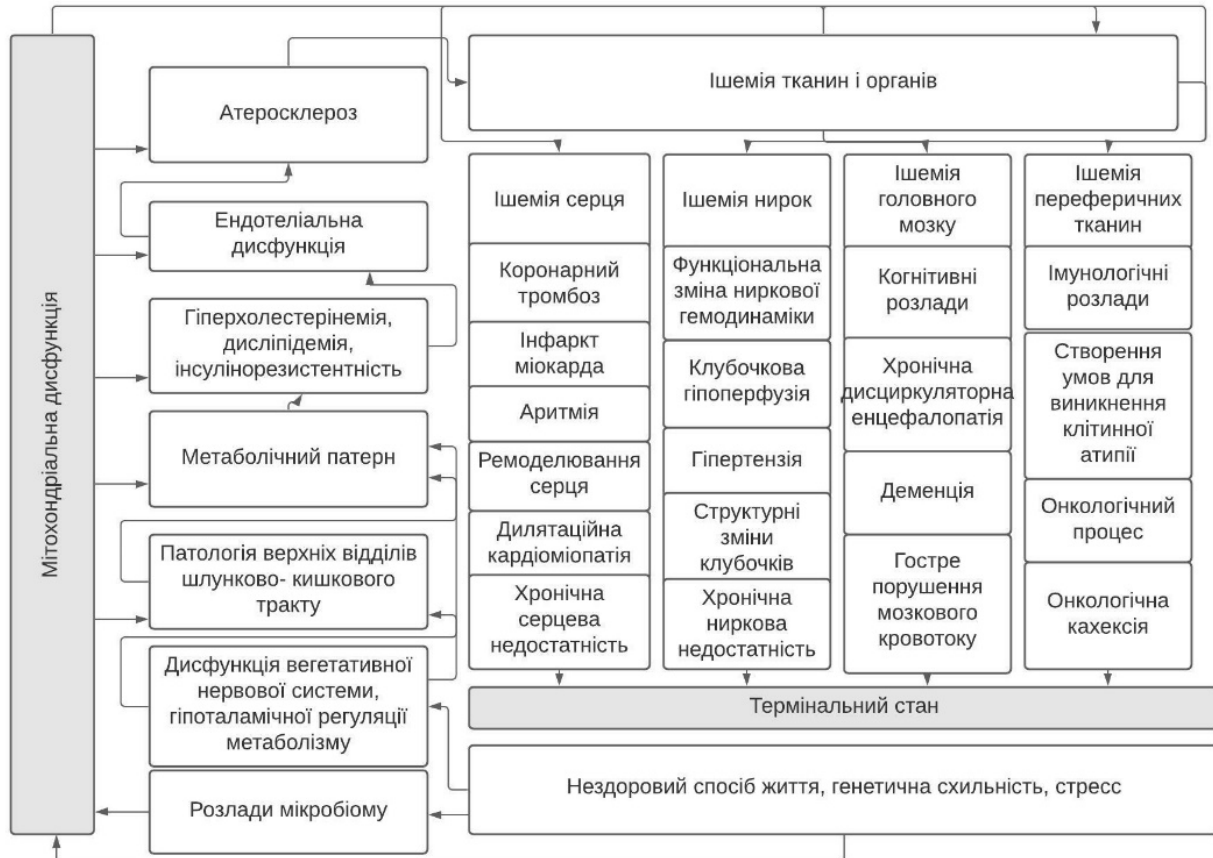 Мітохондріальна дисфункція
Атеросклероз
Ендотеліальна
дисфункція
Гіперхолестерінемія,
дисліпідемія,
інсулінорезистентність
Метаболічний патерн
Патологія верхніх відділів
шлунково- кишкового
тракту
Дисфункція вегетативної
нервової системи,
гіпоталамічної регуляції
метаболізму
Розлади мікробіому
Ішемія тканин і органів
Ішемія серця
Коронарний
тромбоз
Інфаркт
міокарда
Аритмія
Ремоделювання
серця
Дилятаційна
кардіоміопатія
Хронічна
серцева
недостатність
Ішемія нирок
Функціональна
зміна ниркової
гемодинаміки
Клубочкова
гіпоперфузія
Гіпертензія
Структурні
зміни
клубочків
Хронічна
ниркова
недостатність
Ішемія
головного
мозку
Когнітивні
розлади
Хронічна
дисциркуляторна
енцефалопатія
Деменція
Гостре
порушення
мозкового
кровотоку
Ішемія
переферичних
тканин
Імунологічні
розлади
Створення
умов для
виникнення
клітинної
атипії
Онкологічний
процес
Онкологічна
кахексія
Термінальний стан
Нездоровий спосіб життя, генетична схильність, стресс